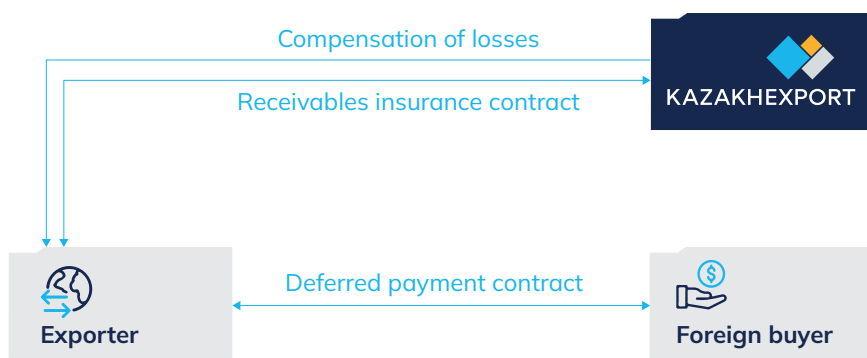 Compensation of losses
KAZAKHEXPORT
Receivables insurance contract
Deferred payment contract
$
Exporter
Foreign buyer